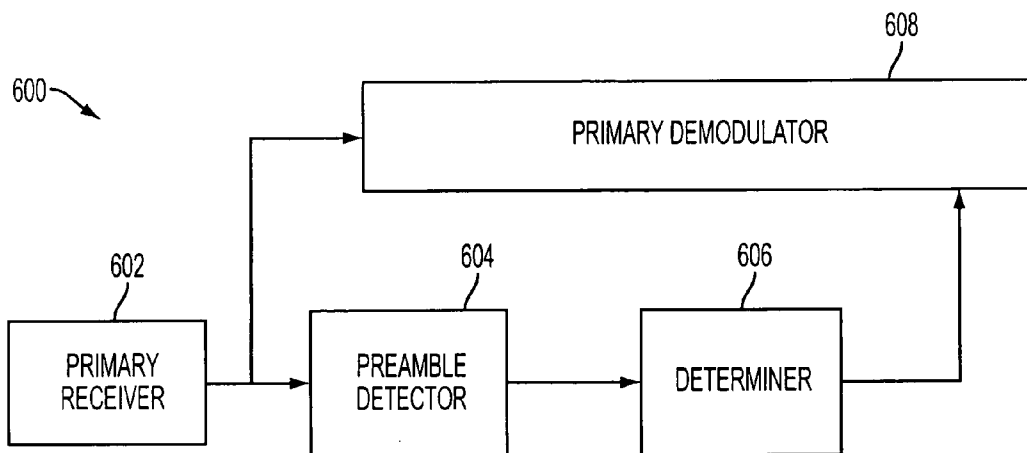 608
600
PRIMARY DEMODULATOR
602
604
606
PRIMARY
RECEIVER
PREAMBLE
DETECTOR
DETERMINER